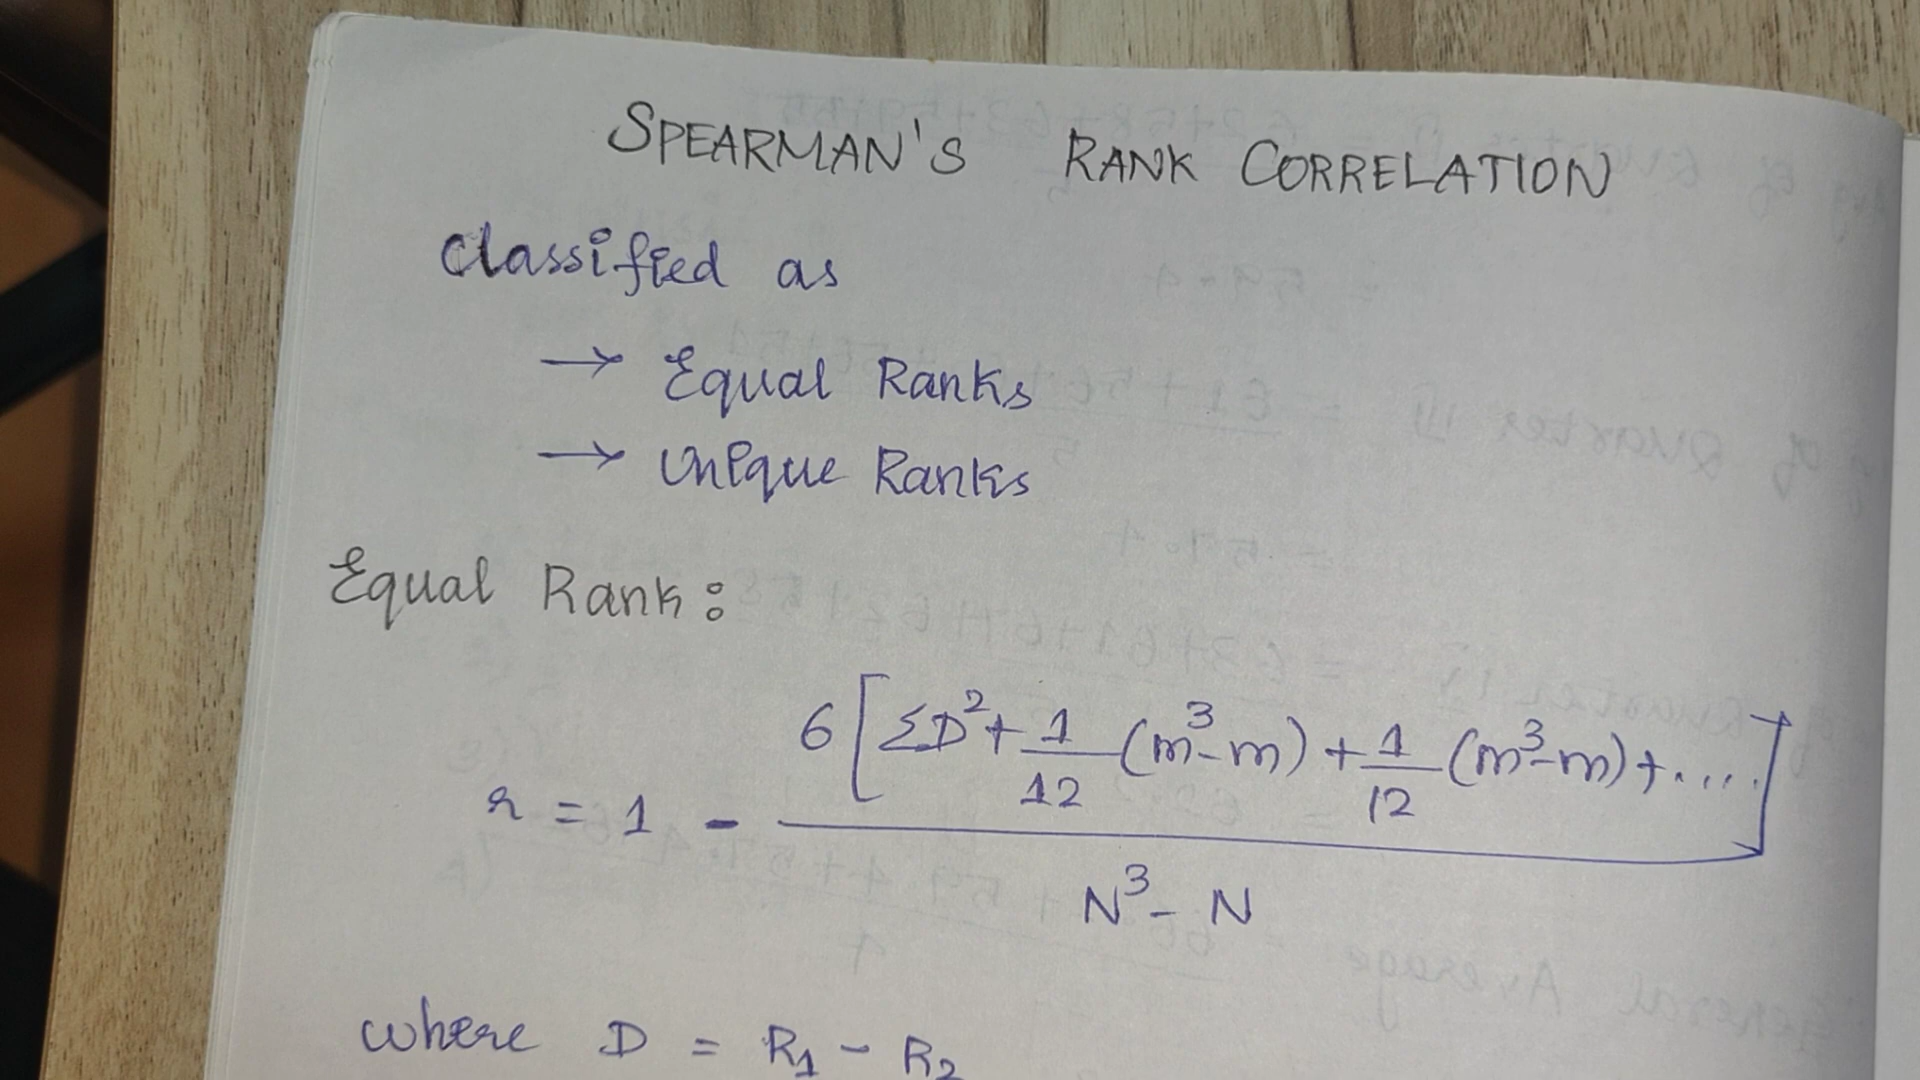 SPEARMAN'S RANK CORRELATION
Classified as
→ Equal Ranks
→ Unique Ranks
Equal Rank:
r = 1 - 6[ΣD²+ 1/12 (m³-m) + 1/12 (m³-m) + ....] / N³ - N
where D = R₁ - R₂